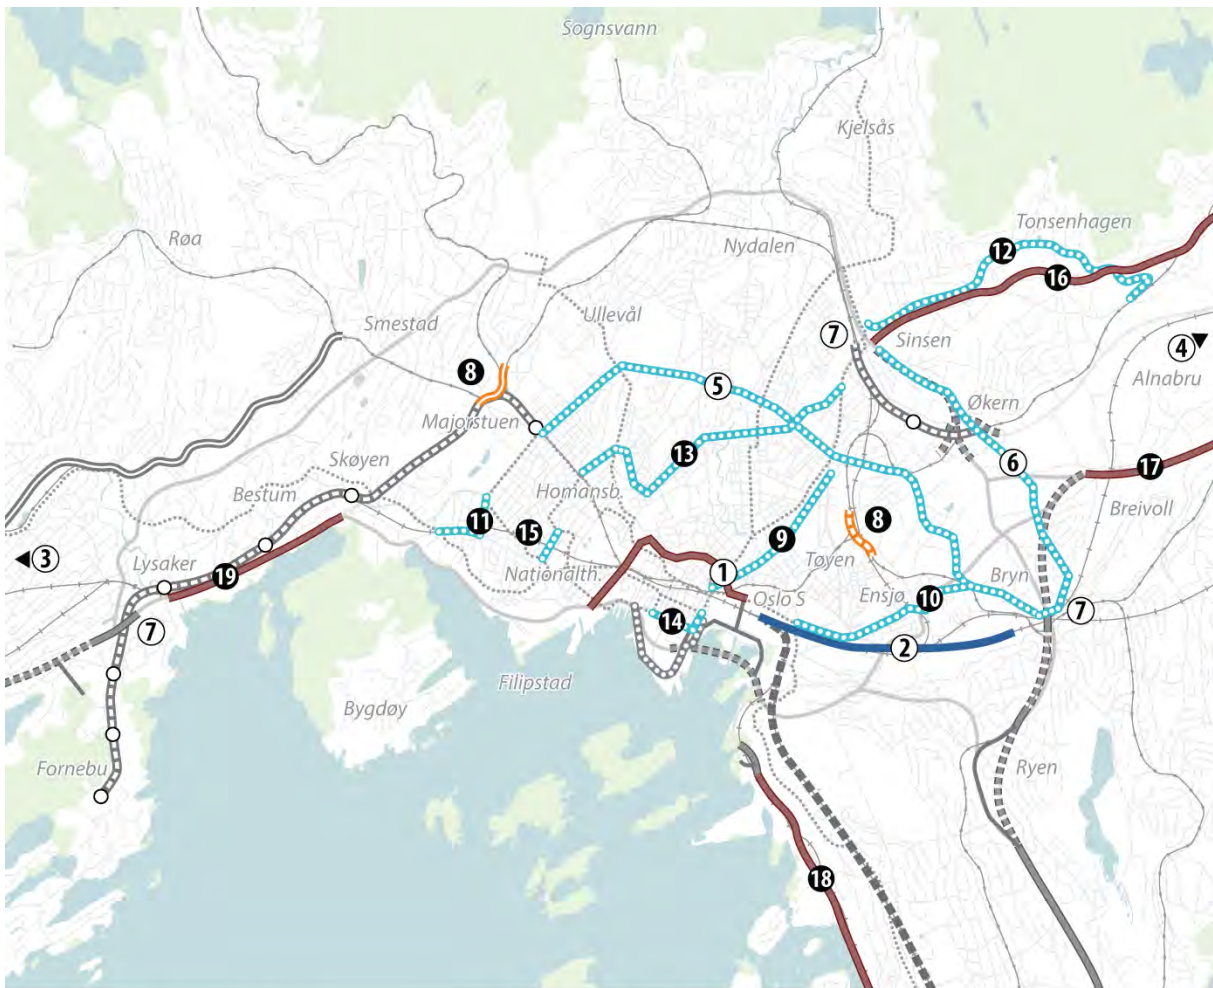 Sognsvann
Kjelsås
Tonsenhagen
Røa
Nydalen
12
16
Ullevål
Smestad
7
Sinsen
4
Alnabru
8
5
Økern
Majorstuen
13
6
17
Skøyen
Homansb.
Bestum
11
15
8
9
Breivoll
3
Lysaker
19
Nationalth.
1
Tøyen
Bryn
Oslo S
Ensjø
10
7
7
14
2
Filipstad
Bygdøy
Fornebu
Ryen
18